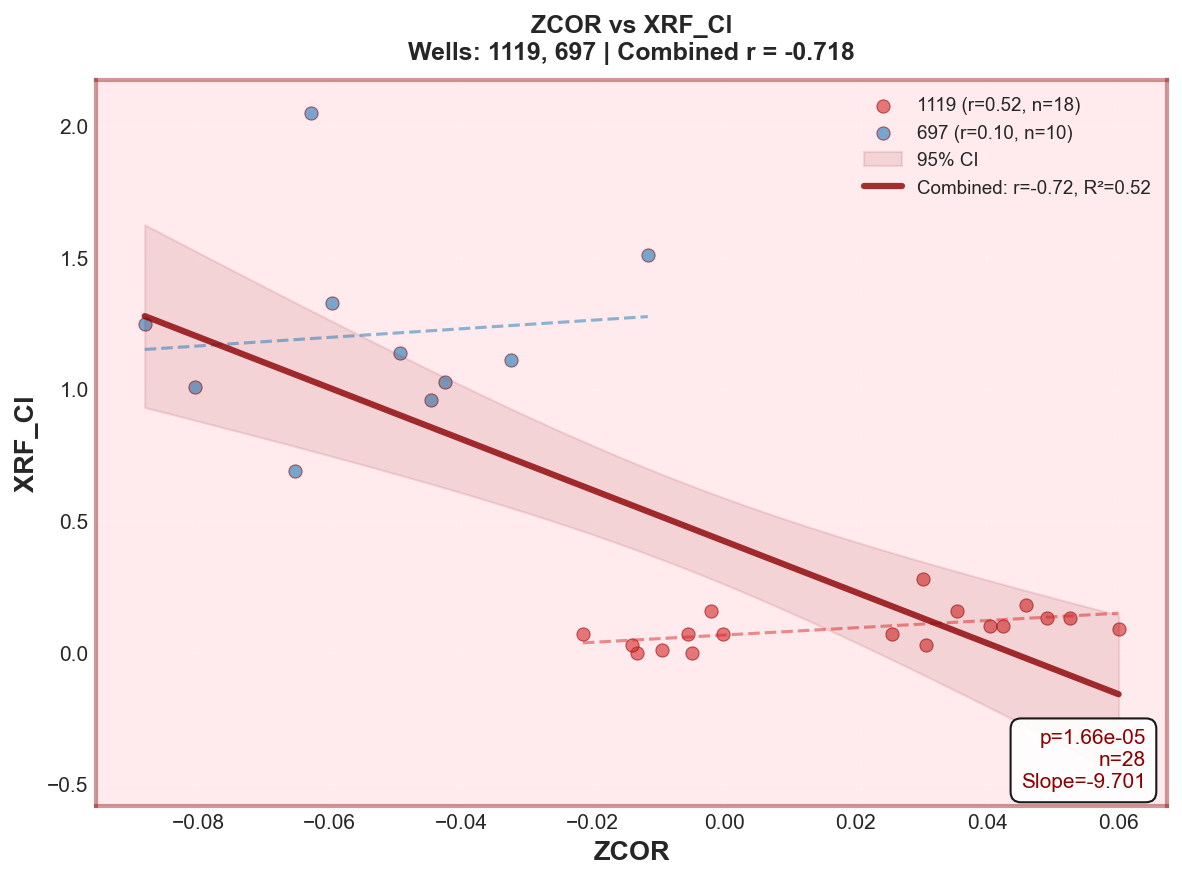 ZCOR vs XRF_CI
Wells: 1119, 697 | Combined r = -0.718
1119 (r=0.52, n=18)
697 (r=0.10, n=10)
95% CI
Combined: r=-0.72, R²=0.52
2.0
1.5
1.0
0.5
0.0
−0.5
XRF_CI
p=1.66e-05
n=28
Slope=-9.701
−0.08
−0.06
−0.04
−0.02
0.00
0.02
0.04
0.06
ZCOR